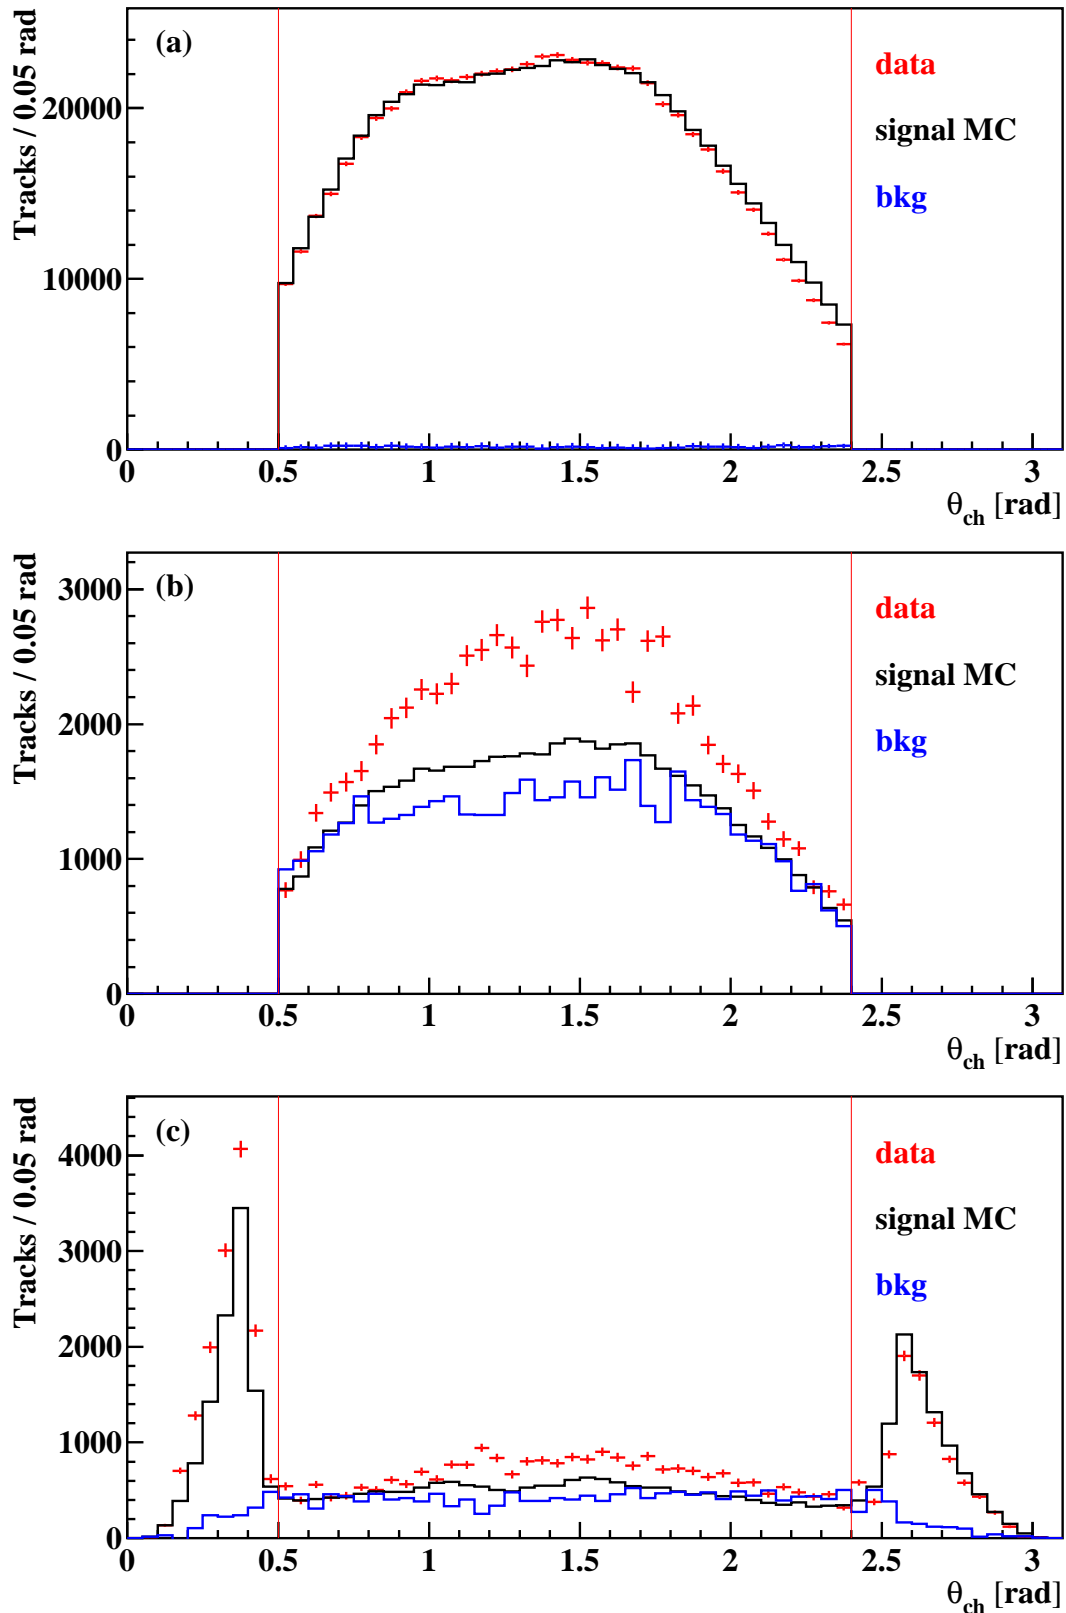 (a)
Tracks / 0.05 rad
data
signal MC
bkg
20000
10000
0
0 0.5 1 1.5 2 2.5 3
θch [rad]
(b)
Tracks / 0.05 rad
data
signal MC
bkg
3000
2000
1000
0
0 0.5 1 1.5 2 2.5 3
θch [rad]
(c)
Tracks / 0.05 rad
data
signal MC
bkg
4000
3000
2000
1000
0
0 0.5 1 1.5 2 2.5 3
θch [rad]